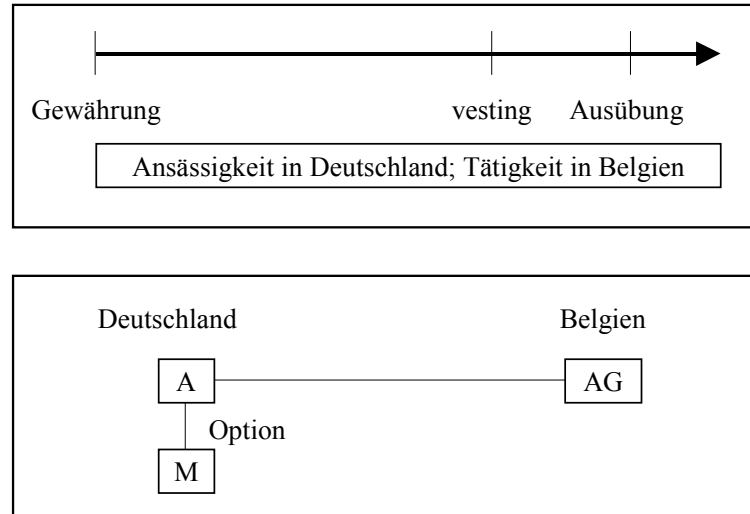 Gewährung vesting Ausübung
Ansässigkeit in Deutschland; Tätigkeit in Belgien
Deutschland Belgien
A AG
Option
M